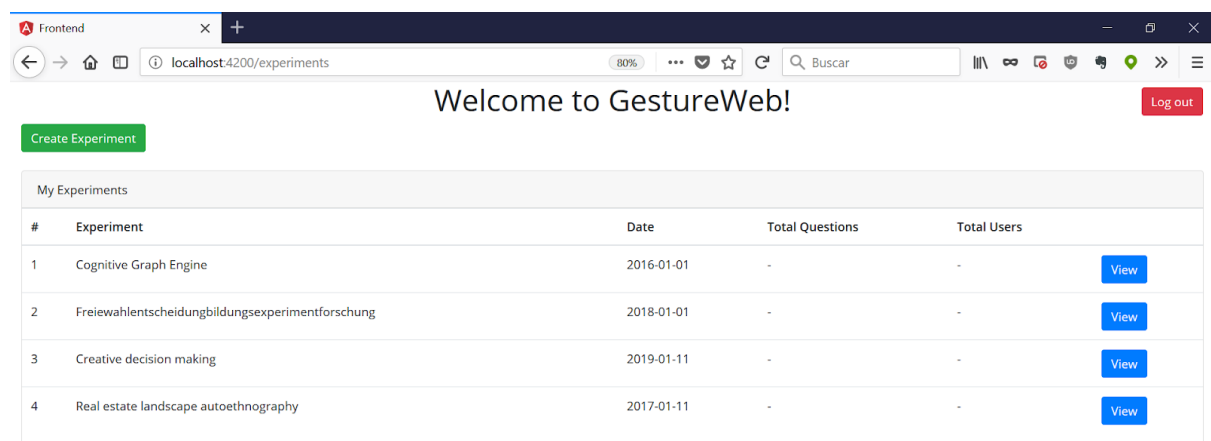 Frontend
localhost:4200/experiments 80% Buscar
Welcome to GestureWeb! Log out
Create Experiment
My Experiments
# Experiment Date Total Questions Total Users
1 Cognitive Graph Engine 2016-01-01 - - View
2 Freiewahlentscheidungbildungsexperimentforschung 2018-01-01 - - View
3 Creative decision making 2019-01-11 - - View
4 Real estate landscape autoethnography 2017-01-11 - - View